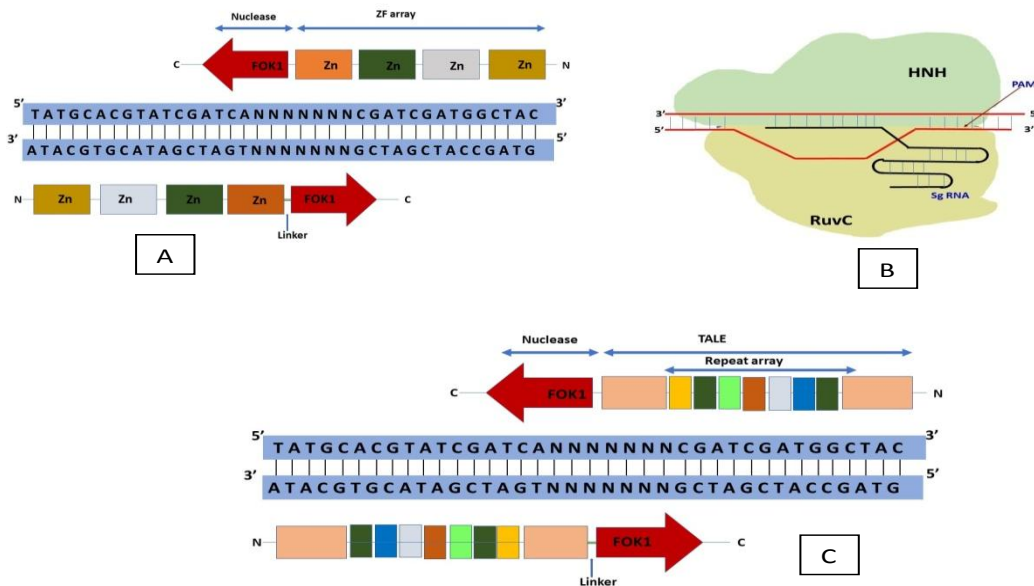 Nuclease ZF array
C FOK1 Zn Zn Zn Zn N
5’ 3’
TATGCACGTATCGATCANNNNNNNCGATCGATGGCTAC
3’ 5’
ATACGTGCATAGCTAGTNNNNNNNGCTAGCTACCGATG
N Zn Zn Zn Zn FOK1 C
Linker
A
HNH
PAM
3’ 5’
5’ 3’
Sg RNA
RuvC
B
Nuclease TALE
Repeat array
C FOK1 N
5’ 3’
TATGCACGTATCGATCANNNNNNNCGATCGATGGCTAC
3’ 5’
ATACGTGCATAGCTAGTNNNNNNNGCTAGCTACCGATG
N FOK1 C
Linker
C